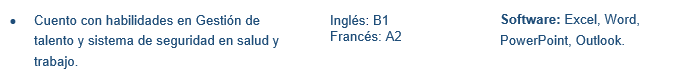 • Cuento con habilidades en Gestión de
talento y sistema de seguridad en salud y
trabajo.
Inglés: B1
Francés: A2
Software: Excel, Word,
PowerPoint, Outlook.